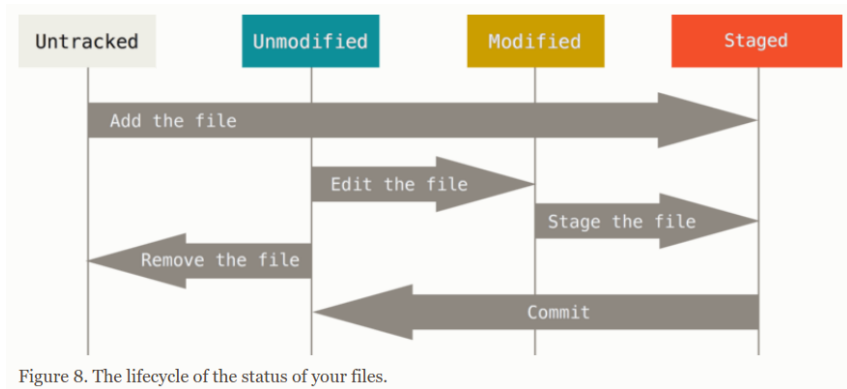 Untracked
Unmodified
Modified
Staged
Add the file
Edit the file
Stage the file
Remove the file
Commit
Figure 8. The lifecycle of the status of your files.